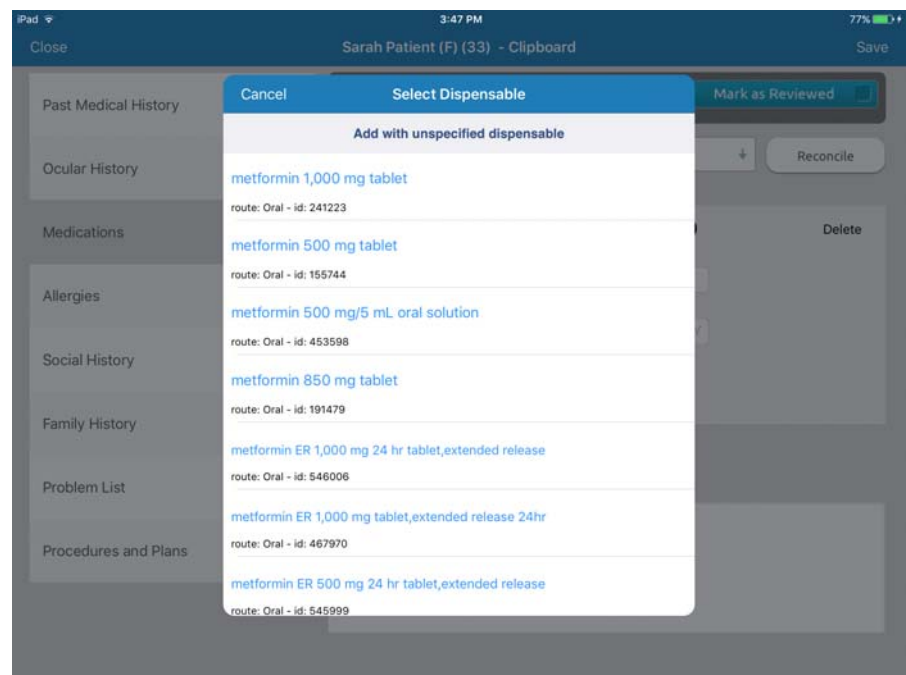 iPad 3:47 PM 77%
Close Sarah Patient (F) (33) - Clipboard Save
Past Medical History
Ocular History
Medications
Allergies
Social History
Family History
Problem List
Procedures and Plans
Cancel Select Dispensable
Add with unspecified dispensable
metformin 1,000 mg tablet
route: Oral - id: 241223
metformin 500 mg tablet
route: Oral - id: 155744
metformin 500 mg/5 mL oral solution
route: Oral - id: 453598
metformin 850 mg tablet
route: Oral - id: 191479
metformin ER 1,000 mg 24 hr tablet,extended release
route: Oral - id: 546006
metformin ER 1,000 mg tablet,extended release 24hr
route: Oral - id: 467970
metformin ER 500 mg 24 hr tablet,extended release
route: Oral - id: 545999
Mark as Reviewed
Reconcile
Delete